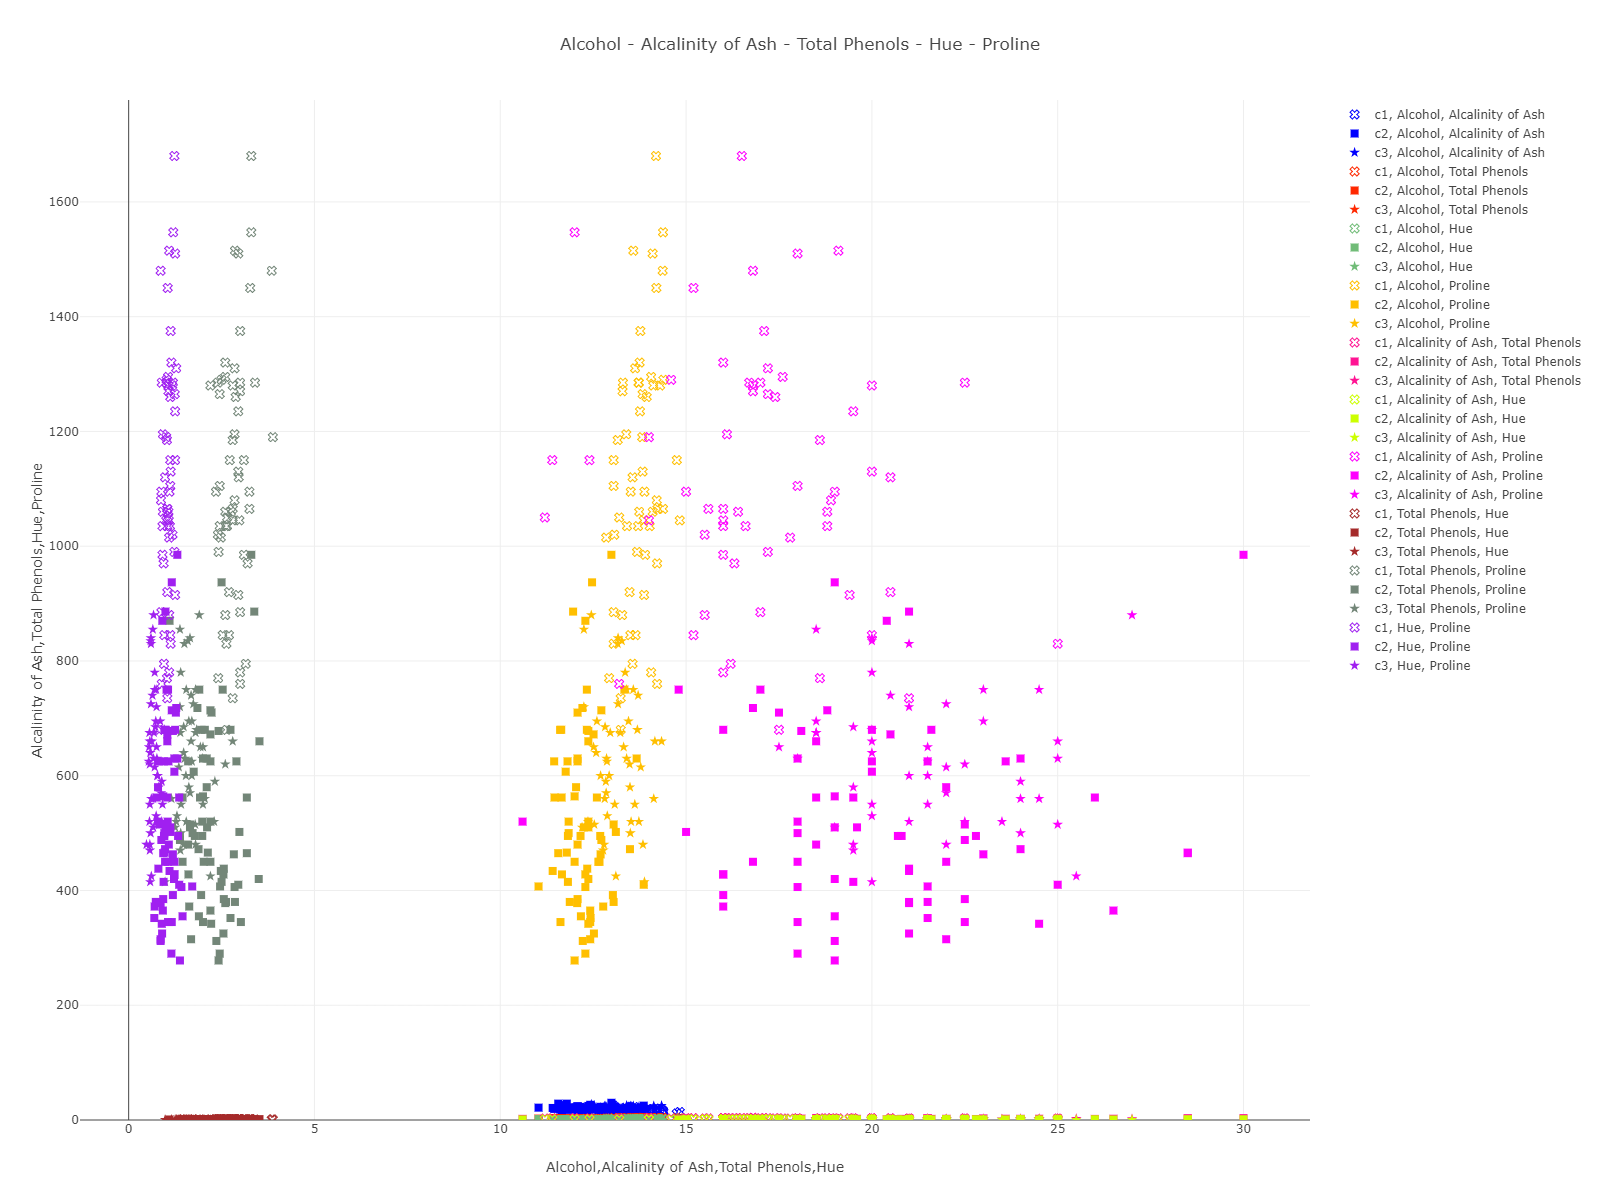 Alcohol - Alcalinity of Ash - Total Phenols - Hue - Proline
c1, Alcohol, Alcalinity of Ash
c2, Alcohol, Alcalinity of Ash
c3, Alcohol, Alcalinity of Ash
c1, Alcohol, Total Phenols
c2, Alcohol, Total Phenols
c3, Alcohol, Total Phenols
c1, Alcohol, Hue
c2, Alcohol, Hue
c3, Alcohol, Hue
c1, Alcohol, Proline
c2, Alcohol, Proline
c3, Alcohol, Proline
c1, Alcalinity of Ash, Total Phenols
c2, Alcalinity of Ash, Total Phenols
c3, Alcalinity of Ash, Total Phenols
c1, Alcalinity of Ash, Hue
c2, Alcalinity of Ash, Hue
c3, Alcalinity of Ash, Hue
c1, Alcalinity of Ash, Proline
c2, Alcalinity of Ash, Proline
c3, Alcalinity of Ash, Proline
c1, Total Phenols, Hue
c2, Total Phenols, Hue
c3, Total Phenols, Hue
c1, Total Phenols, Proline
c2, Total Phenols, Proline
c3, Total Phenols, Proline
c1, Hue, Proline
c2, Hue, Proline
c3, Hue, Proline
1600
1400
1200
1000
800
600
400
200
0
Alcalinity of Ash,Total Phenols,Hue,Proline
0 5 10 15 20 25 30
Alcohol,Alcalinity of Ash,Total Phenols,Hue